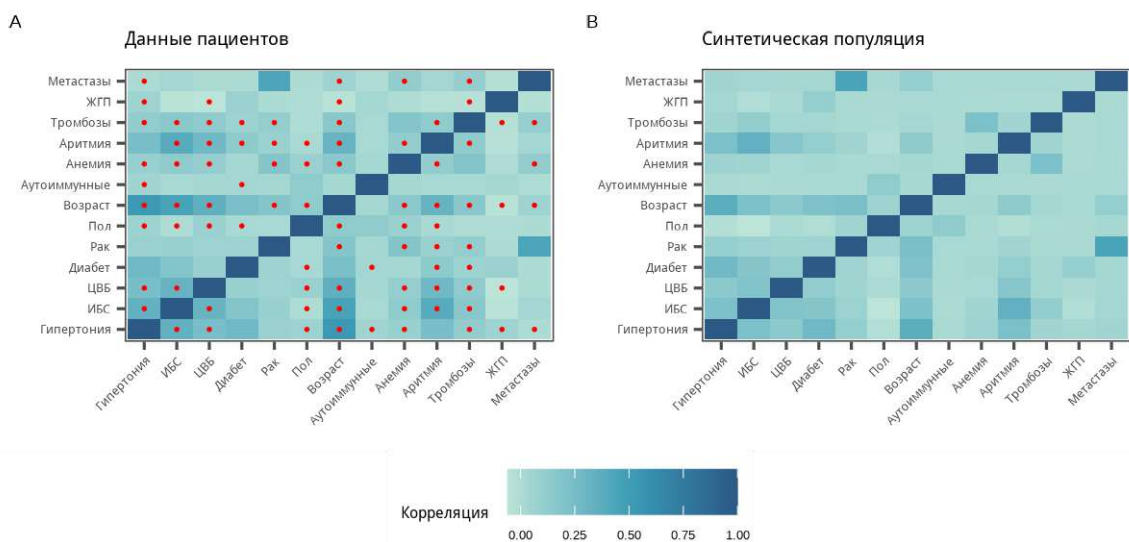 A
B
Данные пациентов
Синтетическая популяция
Метастазы
ЖГП
Тромбозы
Аритмия
Анемия
Аутоиммунные
Возраст
Пол
Рак
Диабет
ЦВБ
ИБС
Гипертония
Гипертония
ИБС
ЦВБ
Диабет
Рак
Пол
Возраст
Аутоиммунные
Анемия
Аритмия
Тромбозы
ЖГП
Метастазы
Метастазы
ЖГП
Тромбозы
Аритмия
Анемия
Аутоиммунные
Возраст
Пол
Рак
Диабет
ЦВБ
ИБС
Гипертония
Гипертония
ИБС
ЦВБ
Диабет
Рак
Пол
Возраст
Аутоиммунные
Анемия
Аритмия
Тромбозы
ЖГП
Метастазы
Корреляция
0.00 0.25 0.50 0.75 1.00